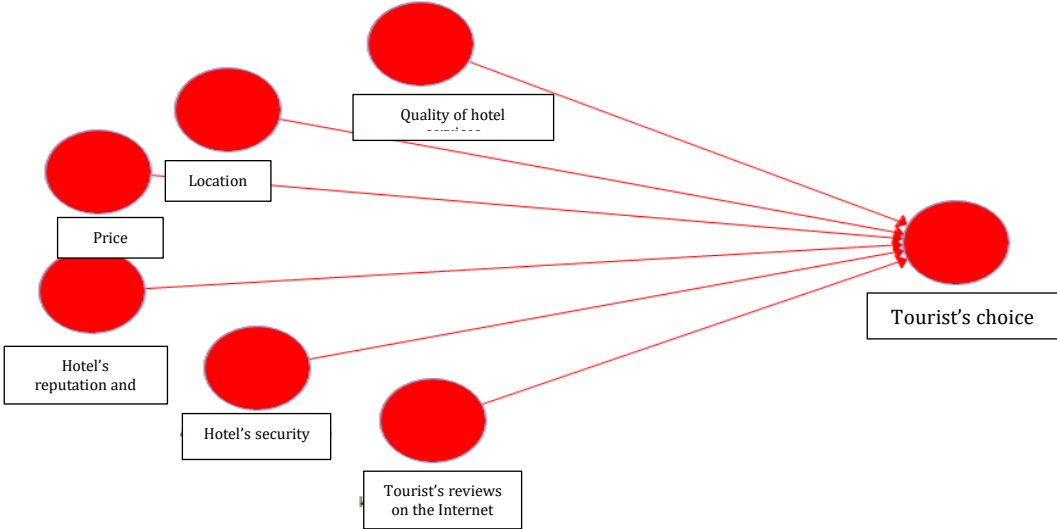 Quality of hotel
Location
Price
Tourist’s choice
Hotel’s
reputation and
Hotel’s security
Tourist’s reviews
on the Internet